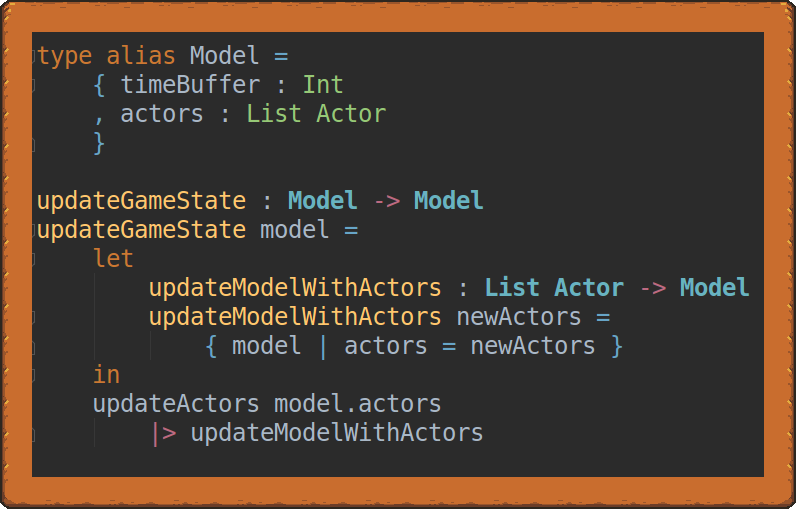 type alias Model =
    { timeBuffer : Int
    , actors : List Actor
    }

updateGameState : Model -> Model
updateGameState model =
    let
        updateModelWithActors : List Actor -> Model
        updateModelWithActors newActors =
            { model | actors = newActors }
    in
    updateActors model.actors
        |> updateModelWithActors